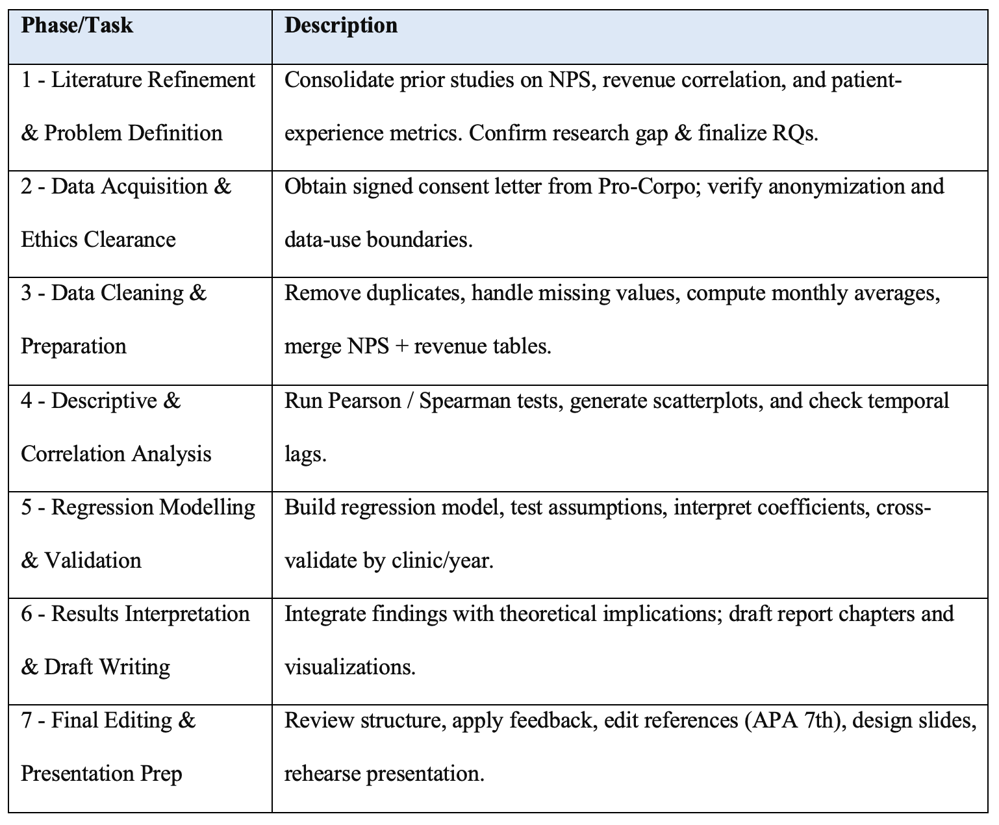 Phase/Task
Description
1 - Literature Refinement
& Problem Definition
Consolidate prior studies on NPS, revenue correlation, and patient-
experience metrics. Confirm research gap & finalize RQs.
2 - Data Acquisition &
Ethics Clearance
Obtain signed consent letter from Pro-Corpo; verify anonymization and
data-use boundaries.
3 - Data Cleaning &
Preparation
Remove duplicates, handle missing values, compute monthly averages,
merge NPS + revenue tables.
4 - Descriptive &
Correlation Analysis
Run Pearson / Spearman tests, generate scatterplots, and check temporal
lags.
5 - Regression Modelling
& Validation
Build regression model, test assumptions, interpret coefficients, cross-
validate by clinic/year.
6 - Results Interpretation
& Draft Writing
Integrate findings with theoretical implications; draft report chapters and
visualizations.
7 - Final Editing &
Presentation Prep
Review structure, apply feedback, edit references (APA 7th), design slides,
rehearse presentation.